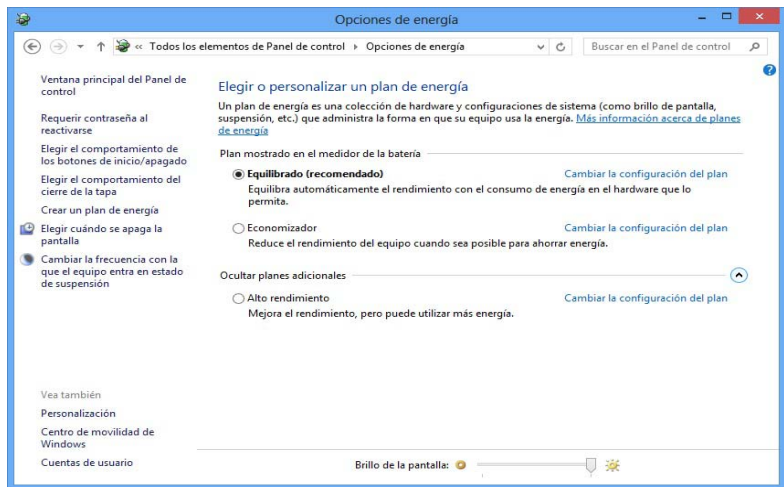 Opciones de energía
« Todos los elementos de Panel de control ▸ Opciones de energía
Buscar en el Panel de control
Ventana principal del Panel de
control
Requerir contraseña al
reactivarse
Elegir el comportamiento de
los botones de inicio/apagado
Elegir el comportamiento del
cierre de la tapa
Crear un plan de energía
Elegir cuándo se apaga la
pantalla
Cambiar la frecuencia con la
que el equipo entra en estado
de suspensión
Vea también
Personalización
Centro de movilidad de
Windows
Cuentas de usuario
Elegir o personalizar un plan de energía
Un plan de energía es una colección de hardware y configuraciones de sistema (como brillo de pantalla,
suspensión, etc.) que administra la forma en que su equipo usa la energía. Más información acerca de planes
de energía
Plan mostrado en el medidor de la batería
Equilibrado (recomendado) Cambiar la configuración del plan
Equilibra automáticamente el rendimiento con el consumo de energía en el hardware que lo
permita.
Economizador Cambiar la configuración del plan
Reduce el rendimiento del equipo cuando sea posible para ahorrar energía.
Ocultar planes adicionales
Alto rendimiento Cambiar la configuración del plan
Mejora el rendimiento, pero puede utilizar más energía.
Brillo de la pantalla: